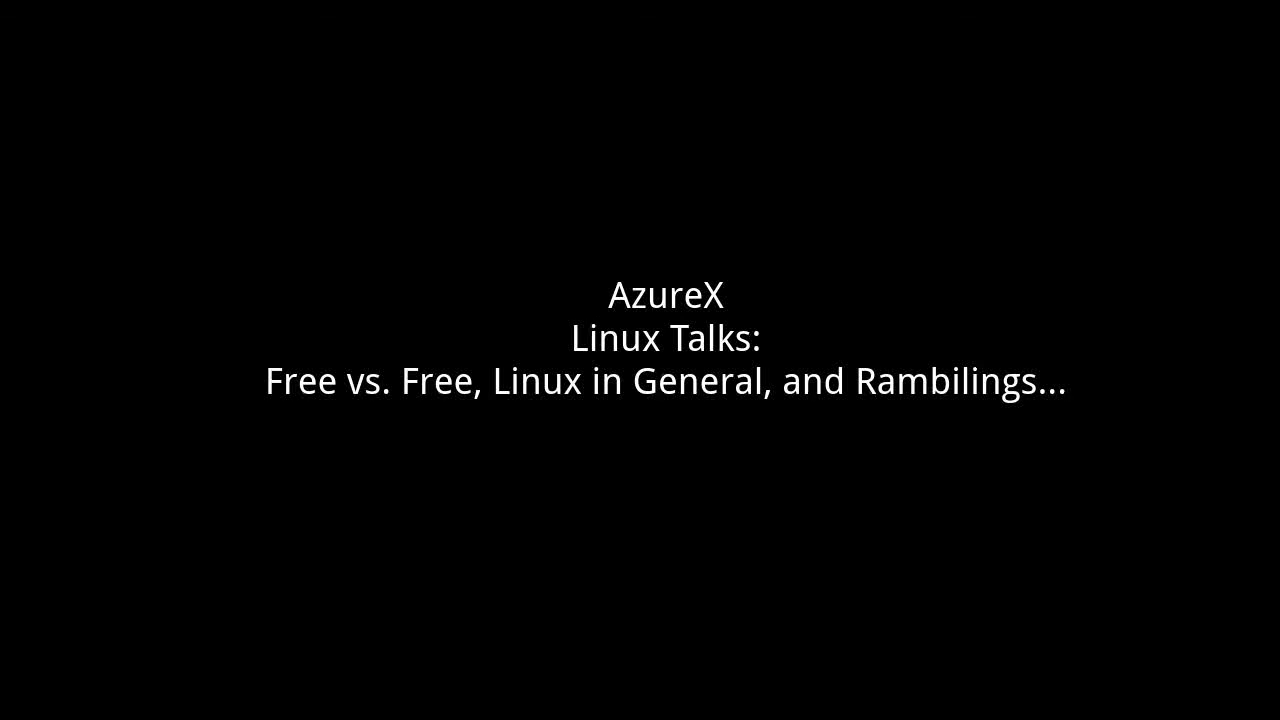 AzureX
Linux Talks:
Free vs. Free, Linux in General, and Rambilings...